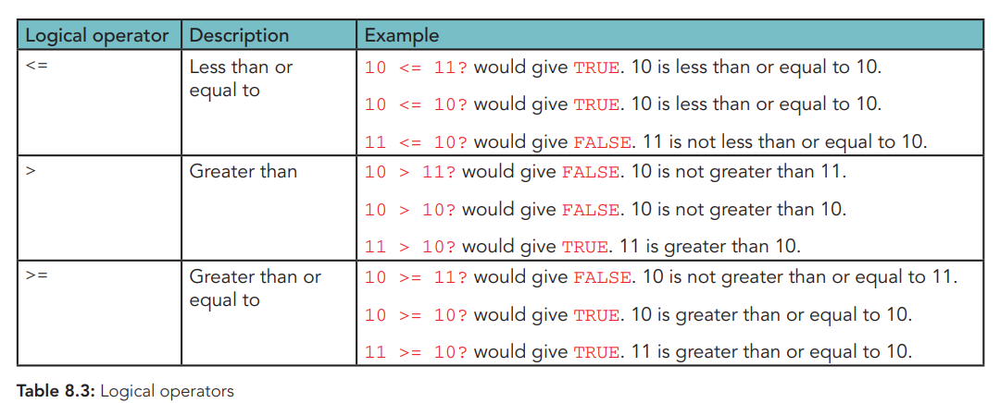 Logical operator Description Example
<= Less than or equal to 10 <= 11? would give TRUE. 10 is less than or equal to 10.
10 <= 10? would give TRUE. 10 is less than or equal to 10.
11 <= 10? would give FALSE. 11 is not less than or equal to 10.
> Greater than 10 > 11? would give FALSE. 10 is not greater than 11.
10 > 10? would give FALSE. 10 is not greater than 10.
11 > 10? would give TRUE. 11 is greater than 10.
>= Greater than or equal to 10 >= 11? would give FALSE. 10 is not greater than or equal to 11.
10 >= 10? would give TRUE. 10 is greater than or equal to 10.
11 >= 10? would give TRUE. 11 is greater than or equal to 10.
Table 8.3: Logical operators